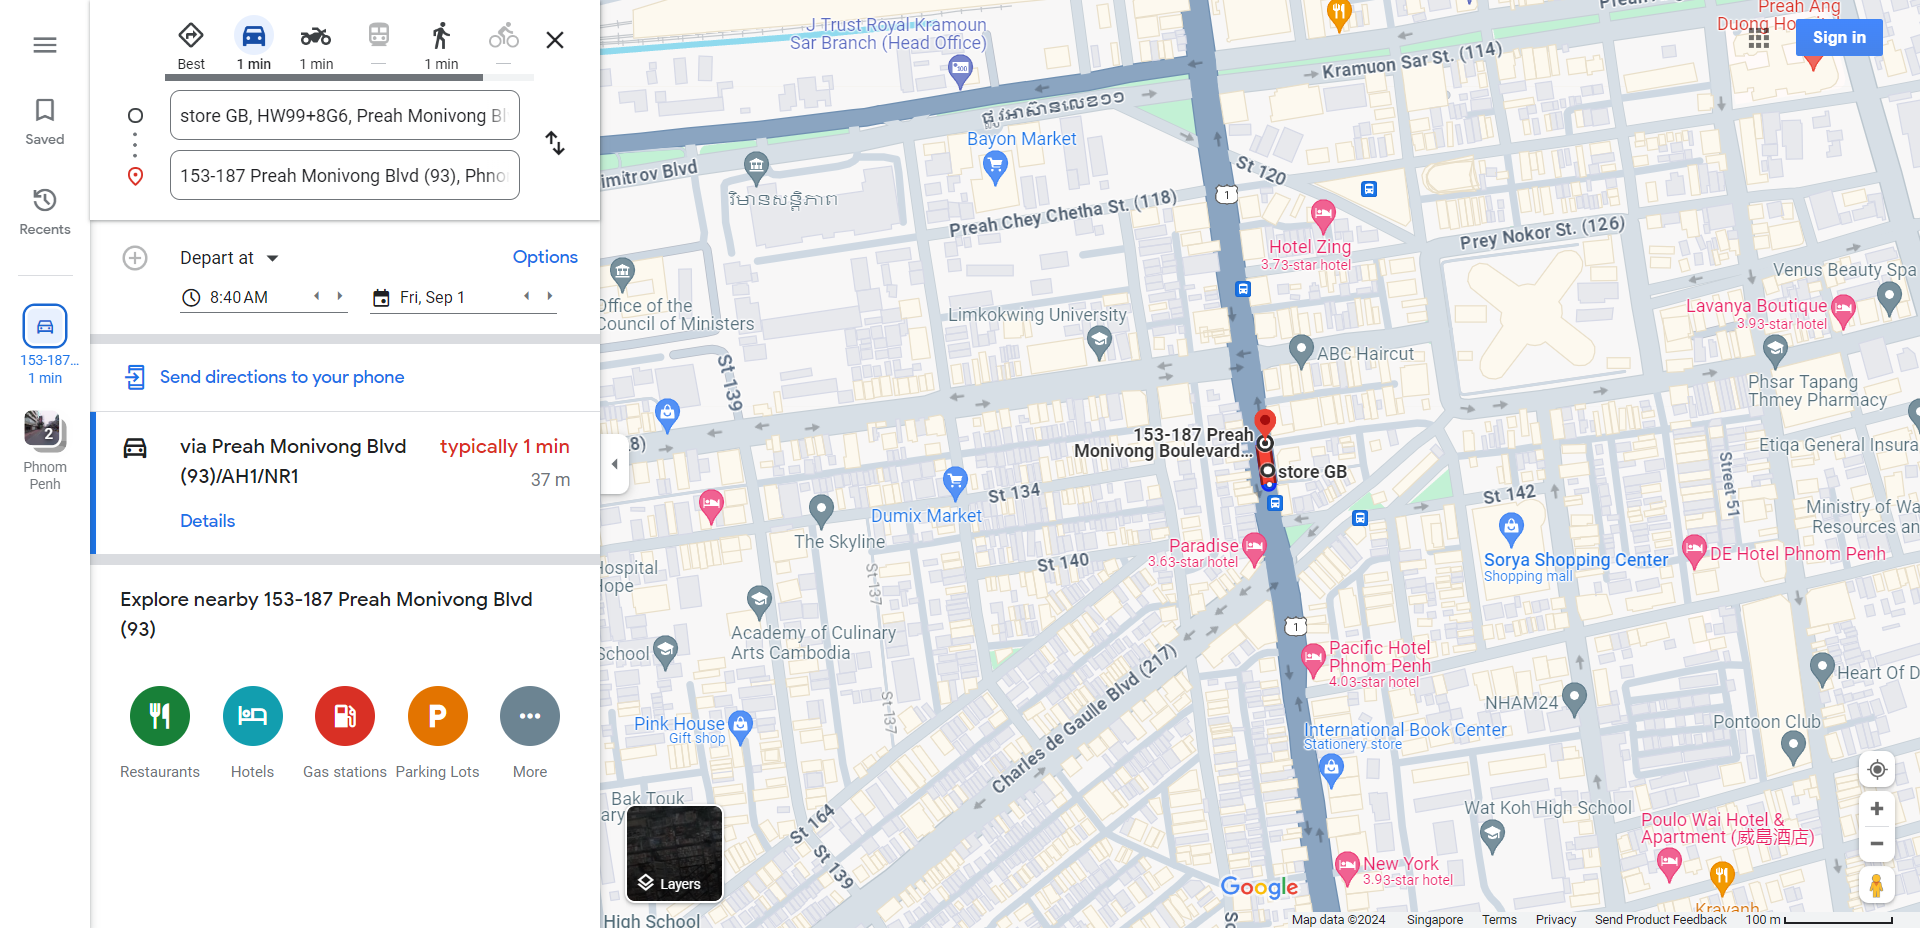 Saved
Recents
153-187...
1 min
2
Phnom
Penh
Best
1 min
1 min
—
1 min
—
store GB, HW99+8G6, Preah Monivong Bl
153-187 Preah Monivong Blvd (93), Phno
Depart at
Options
8:40 AM
Fri, Sep 1
Send directions to your phone
via Preah Monivong Blvd
(93)/AH1/NR1
typically 1 min
37 m
Details
Explore nearby 153-187 Preah Monivong Blvd
(93)
Restaurants
Hotels
Gas stations
Parking Lots
More
J Trust Royal Kramoun
Sar Branch (Head Office)
Preah Ang
Duong
Sign in
Kramuon Sar St. (114)
ផ្លូវអាស៊ានលេខ១១
Bayon Market
imitrov Blvd
វិមានសន្តិភាព
St 120
1
Preah Chey Chetha St. (118)
Hotel Zing
3.73-star hotel
Prey Nokor St. (126)
Venus Beauty Spa
Office of the
Council of Ministers
Limkokwing University
Lavanya Boutique
3.93-star hotel
ABC Haircut
St 139
Phsar Tapang
Thmey Pharmacy
8)
153-187 Preah
Monivong Boulevard...
store GB
Etiqa General Insura
St 134
St 142
Street 51
Dumix Market
The Skyline
Ministry of Wa
Resources an
Paradise
3.63-star hotel
Sorya Shopping Center
Shopping mall
DE Hotel Phnom Penh
St 140
St 137
Hospital
Hope
Academy of Culinary
Arts Cambodia
School
1
Pacific Hotel
Phnom Penh
4.03-star hotel
Heart Of D
Charles de Gaulle Blvd (217)
St 137
NHAM24
Pontoon Club
Pink House
Gift shop
International Book Center
Stationery store
Bak Touk
ary
Wat Koh High School
St 164
St 139
Poulo Wai Hotel &
Apartment (威島酒店)
New York
3.93-star hotel
Layers
Google
Kravanh
High School
St
Map data ©2024
Singapore
Terms
Privacy
Send Product Feedback
100 m